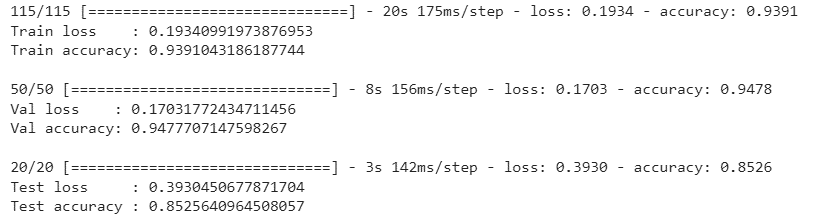 115/115 [==============================] - 20s 175ms/step - loss: 0.1934 - accuracy: 0.9391
Train loss    : 0.19340991973876953
Train accuracy: 0.9391043186187744
50/50 [==============================] - 8s 156ms/step - loss: 0.1703 - accuracy: 0.9478
Val loss    : 0.17031772434711456
Val accuracy: 0.9477707147598267
20/20 [==============================] - 3s 142ms/step - loss: 0.3930 - accuracy: 0.8526
Test loss     : 0.3930450677871704
Test accuracy : 0.8525640964508057